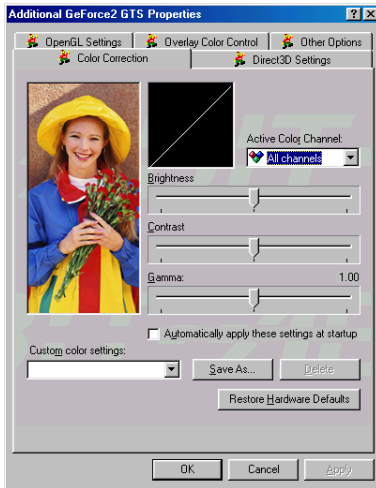 Additional GeForce2 GTS Properties
OpenGL Settings
Overlay Color Control
Other Options
Color Correction
Direct3D Settings
Active Color Channel:
All channels
Brightness
Contrast
Gamma:
1.00
Automatically apply these settings at startup
Custom color settings:
Save As...
Delete
Restore Hardware Defaults
OK
Cancel
Apply